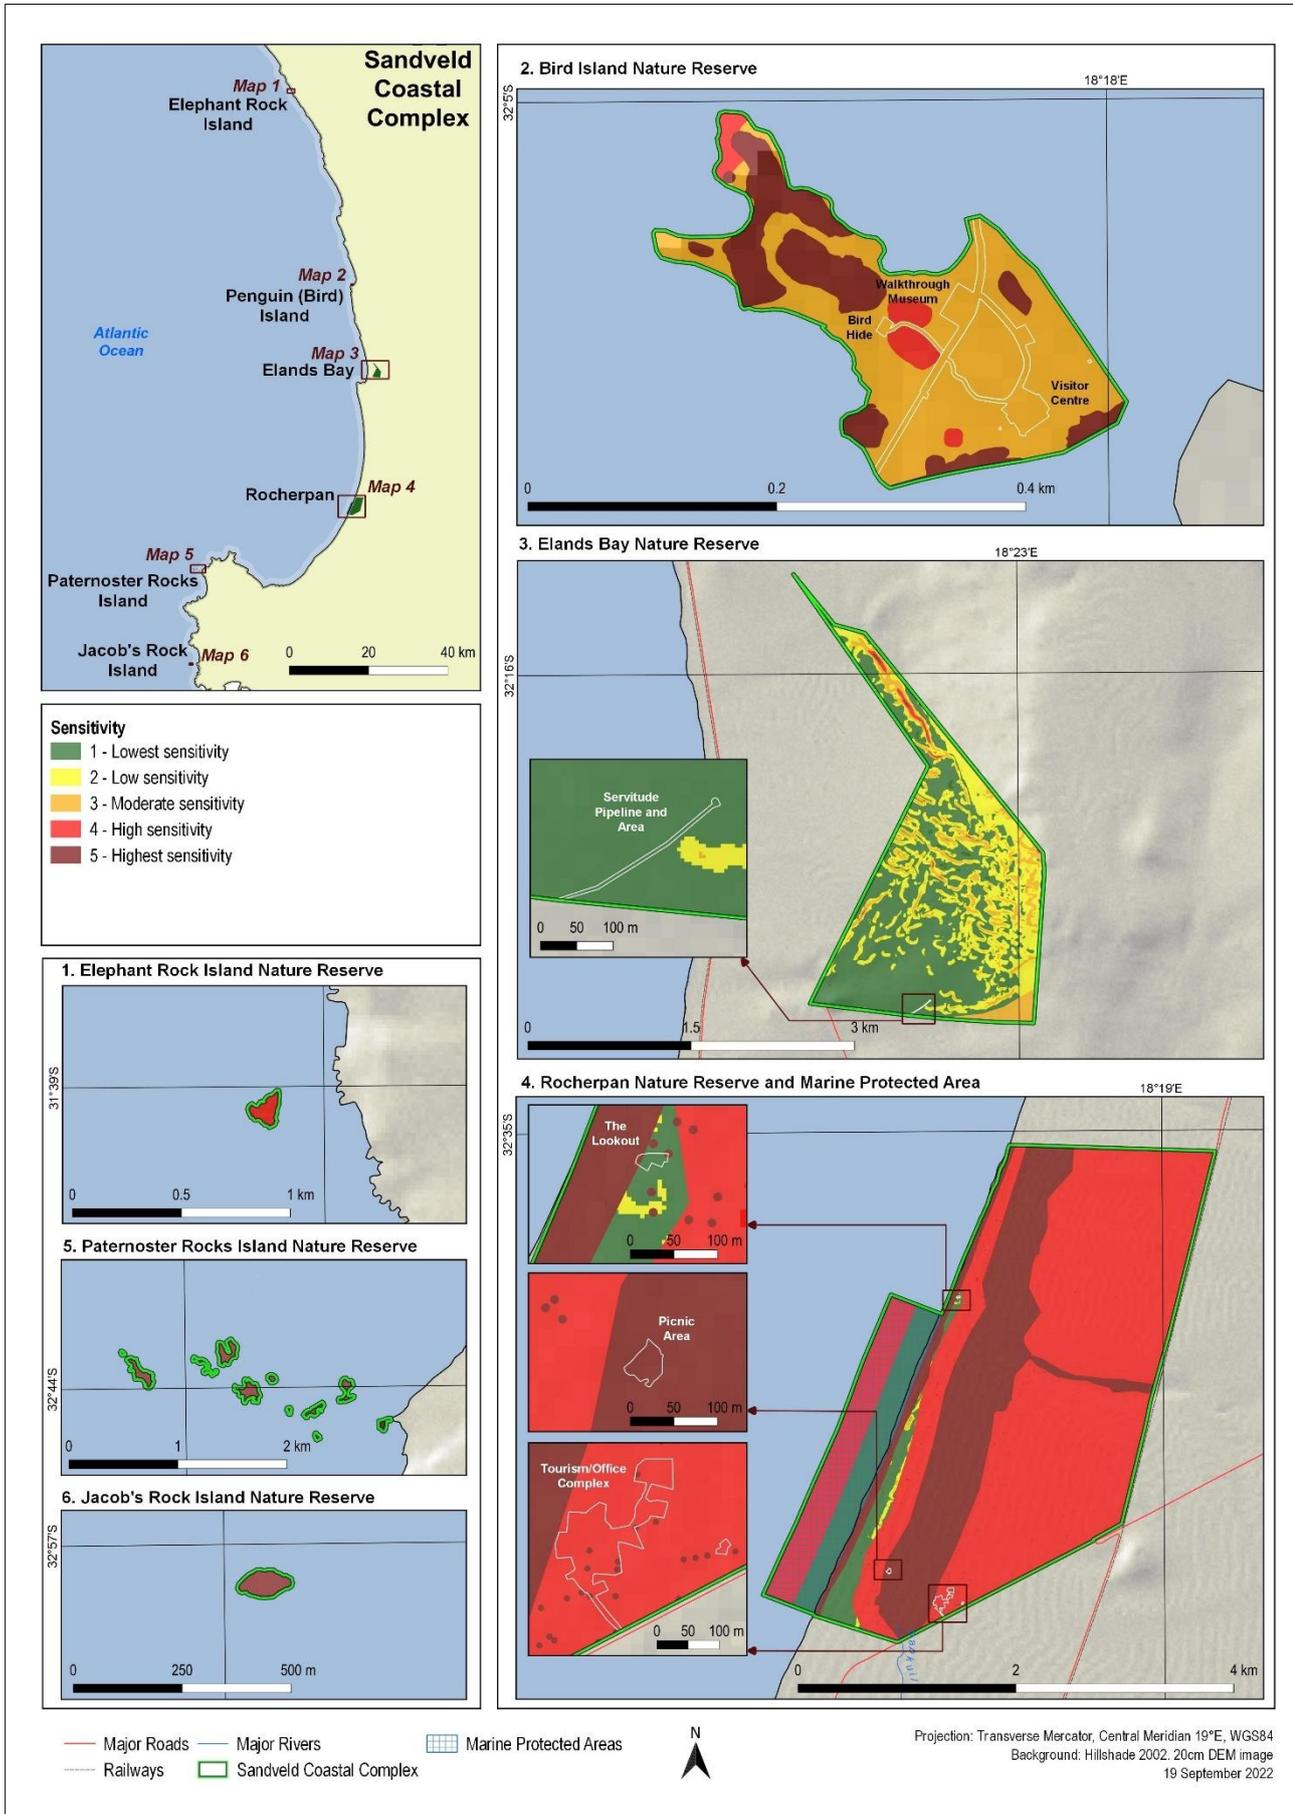 Sandveld
Coastal
Complex
Map 1
Elephant Rock
Island
Map 2
Penguin (Bird)
Island
Atlantic
Ocean
Map 3
Elands Bay
Rocherpan
Map 4
Map 5
Paternoster Rocks
Island
Jacob's Rock
Island
Map 6
0 20 40 km
Sensitivity
1 - Lowest sensitivity
2 - Low sensitivity
3 - Moderate sensitivity
4 - High sensitivity
5 - Highest sensitivity
1. Elephant Rock Island Nature Reserve
31°39'S
0 0.5 1 km
5. Paternoster Rocks Island Nature Reserve
32°44'S
0 1 2 km
6. Jacob's Rock Island Nature Reserve
32°57'S
0 250 500 m
2. Bird Island Nature Reserve
18°18'E
32°5'S
Walkthrough
Museum
Bird
Hide
Visitor
Centre
0 0.2 0.4 km
3. Elands Bay Nature Reserve
18°23'E
32°16'S
Servitude
Pipeline and
Area
0 50 100 m
0 1.5 3 km
4. Rocherpan Nature Reserve and Marine Protected Area
18°19'E
32°35'S
The
Lookout
0 50 100 m
Picnic
Area
0 50 100 m
Tourism/Office
Complex
0 50 100 m
0 2 4 km
Major Roads
Major Rivers
Marine Protected Areas
Railways
Sandveld Coastal Complex
N
Projection: Transverse Mercator, Central Meridian 19°E, WGS84
Background: Hillshade 2002. 20cm DEM image
19 September 2022